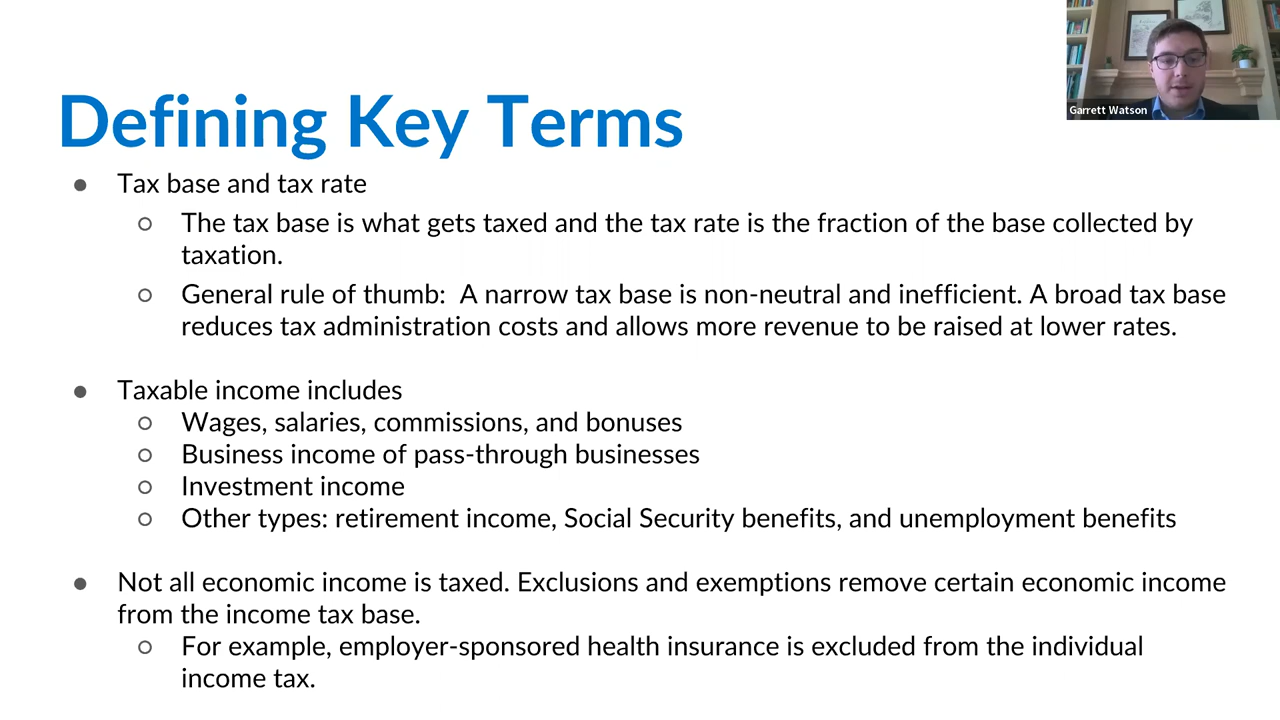 Defining Key Terms
Garrett Watson
● Tax base and tax rate
○ The tax base is what gets taxed and the tax rate is the fraction of the base collected by
taxation.
○ General rule of thumb:  A narrow tax base is non-neutral and inefficient. A broad tax base
reduces tax administration costs and allows more revenue to be raised at lower rates.
● Taxable income includes
○ Wages, salaries, commissions, and bonuses
○ Business income of pass-through businesses
○ Investment income
○ Other types: retirement income, Social Security benefits, and unemployment benefits
● Not all economic income is taxed. Exclusions and exemptions remove certain economic income
from the income tax base.
○ For example, employer-sponsored health insurance is excluded from the individual
income tax.